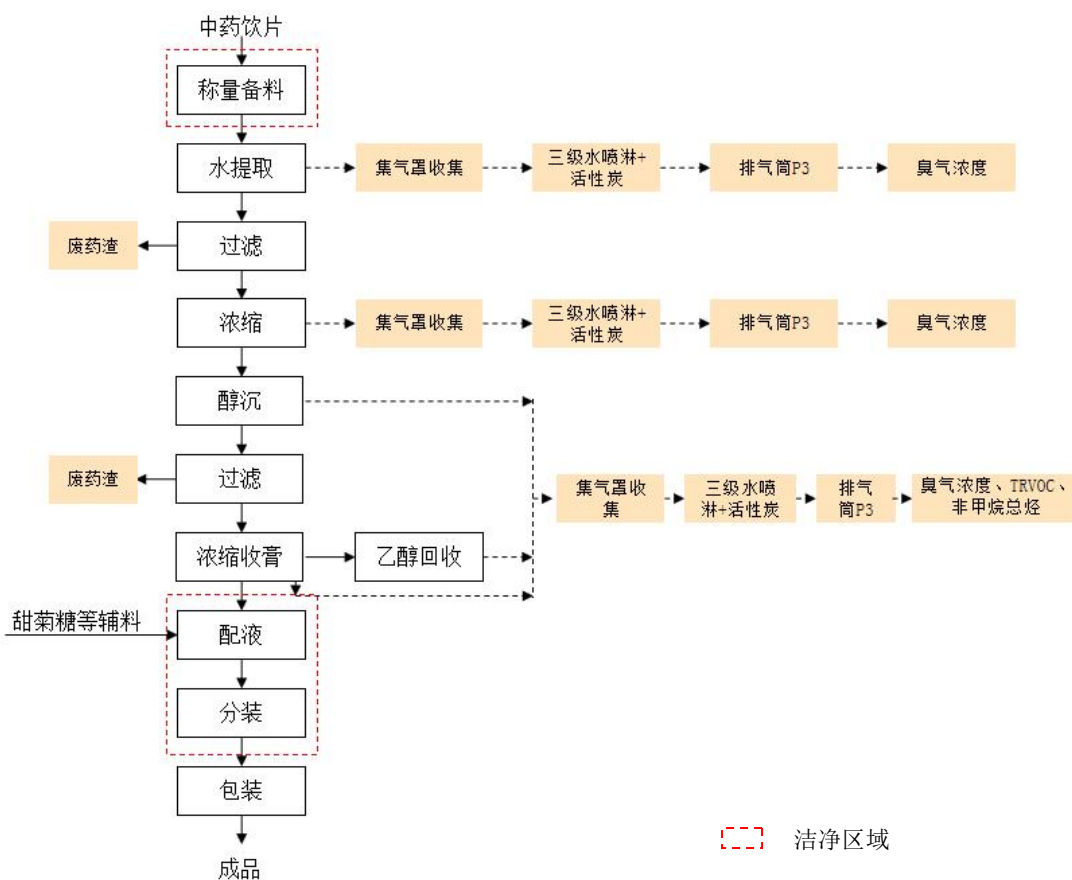 中药饮片
称量备料
水提取
集气罩收集
三级水喷淋+
活性炭
排气筒P3
臭气浓度
废药渣
过滤
浓缩
集气罩收集
三级水喷淋+
活性炭
排气筒P3
臭气浓度
醇沉
废药渣
过滤
集气罩收
集
三级水喷
淋+活性炭
排气
筒P3
臭气浓度、TRVOC、
非甲烷总烃
浓缩收膏
乙醇回收
甜菊糖等辅料
配液
分装
包装
成品
洁净区域